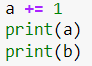 a += 1
print(a)
print(b)